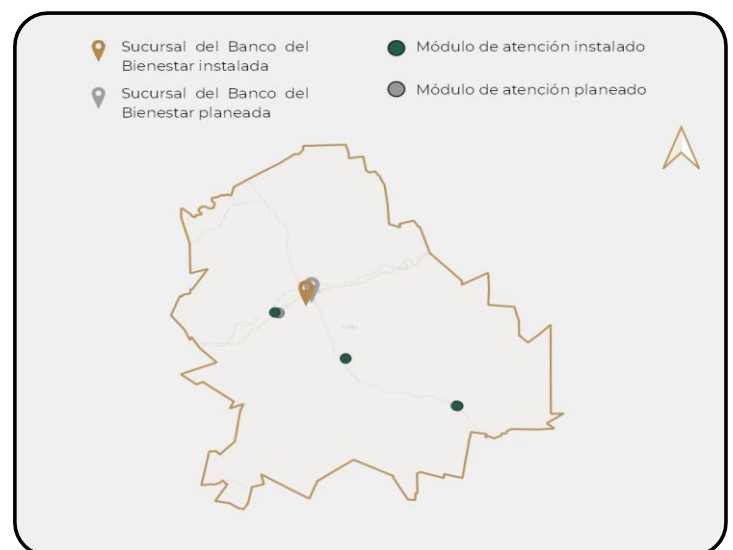 Sucursal del Banco del
Bienestar instalada
Sucursal del Banco del
Bienestar planeada
Módulo de atención instalado
Módulo de atención planeado